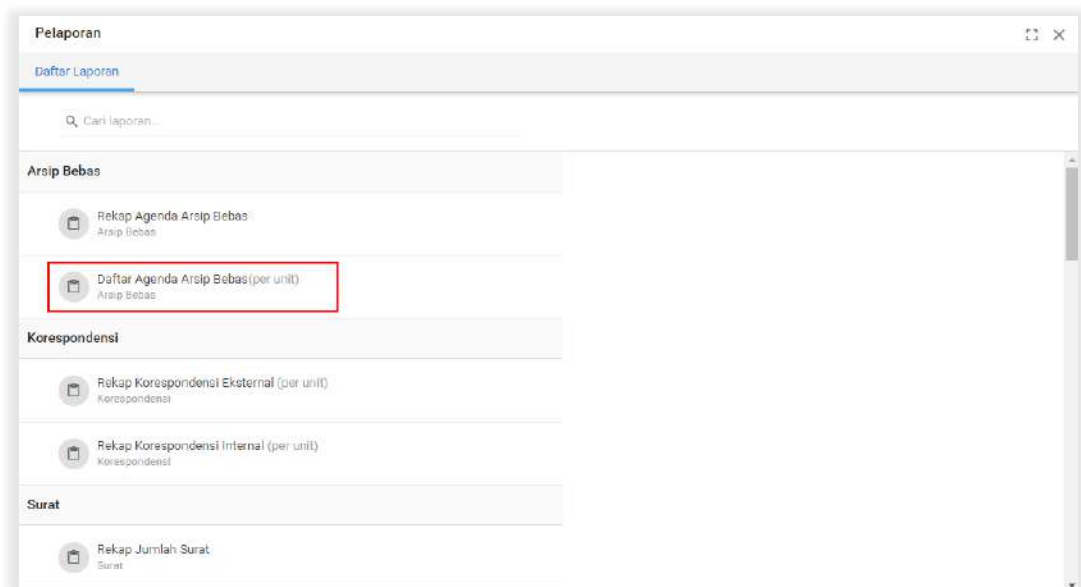 Pelaporan
Daftar Laporan
Cari laporan...
Arsip Bebas
Rekap Agenda Arsip Bebas
Arsip Bebas
Daftar Agenda Arsip Bebas (per unit)
Arsip Bebas
Korespondensi
Rekap Korespondensi Eksternal (per unit)
Korespondensi
Rekap Korespondensi Internal (per unit)
Korespondensi
Surat
Rekap Jumlah Surat
Surat